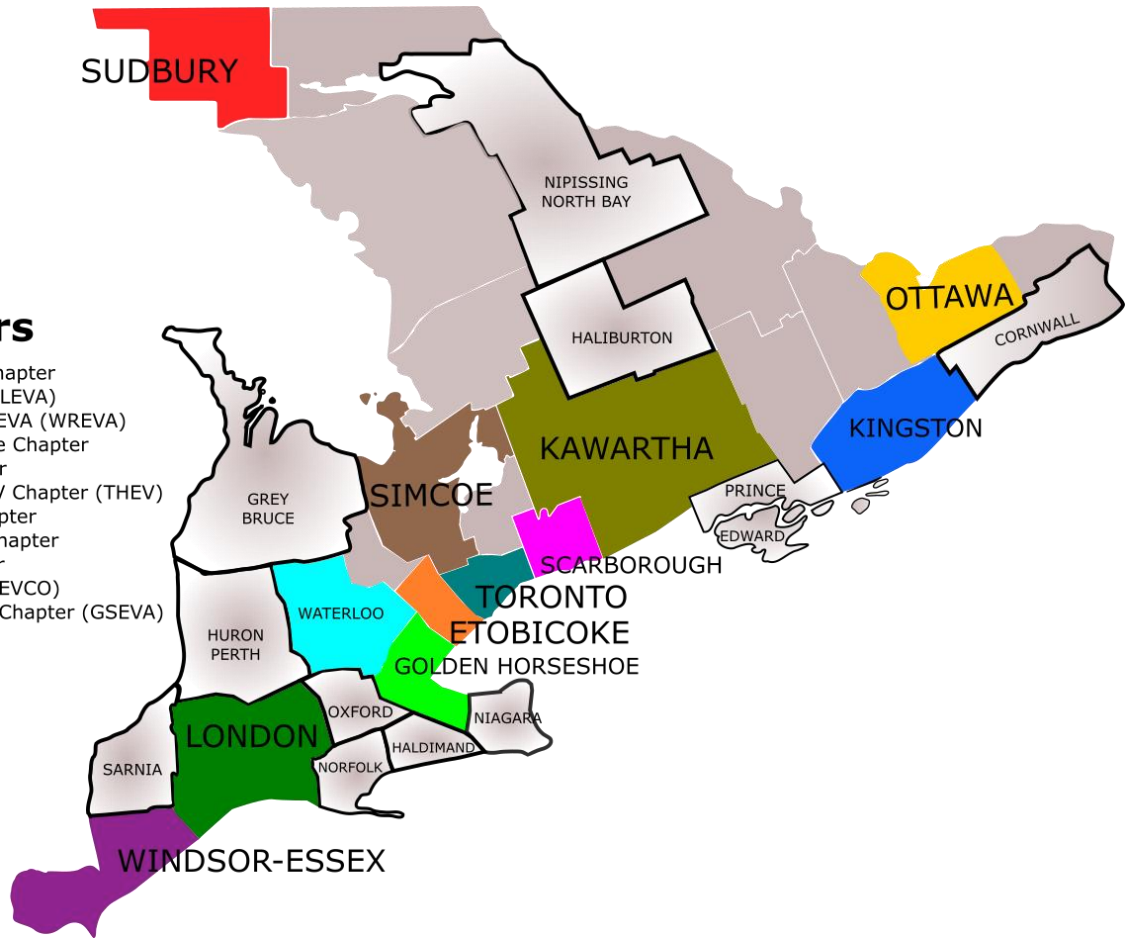 SUDBURY
NIPISSING
NORTH BAY
OTTAWA
CORNWALL
HALIBURTON
rs
hapter
LEVA)
EVA (WREVA)
e Chapter
r
V Chapter (THEV)
pter
hapter
r
EVCO)
Chapter (GSEVA)
KINGSTON
KAWARTHA
SIMCOE
GREY
BRUCE
PRINCE
EDWARD
SCARBOROUGH
TORONTO
WATERLOO
ETOBICOKE
HURON
PERTH
GOLDEN HORSESHOE
OXFORD
NIAGARA
LONDON
HALDIMAND
SARNIA
NORFOLK
WINDSOR-ESSEX